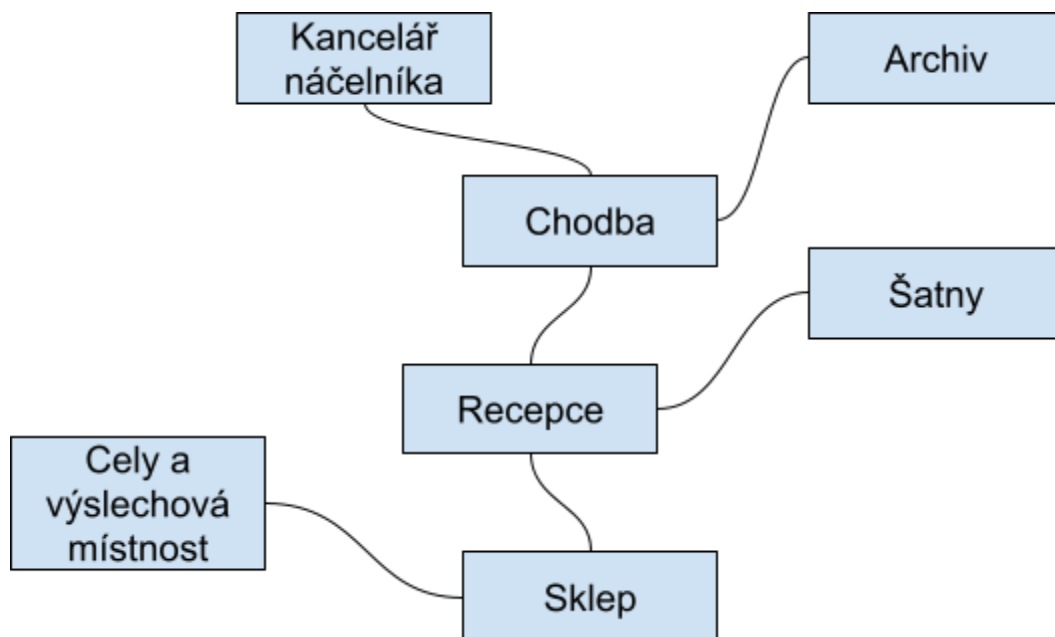 Kancelář
náčelníka
Archiv
Chodba
Šatny
Recepce
Cely a
výslechová
místnost
Sklep